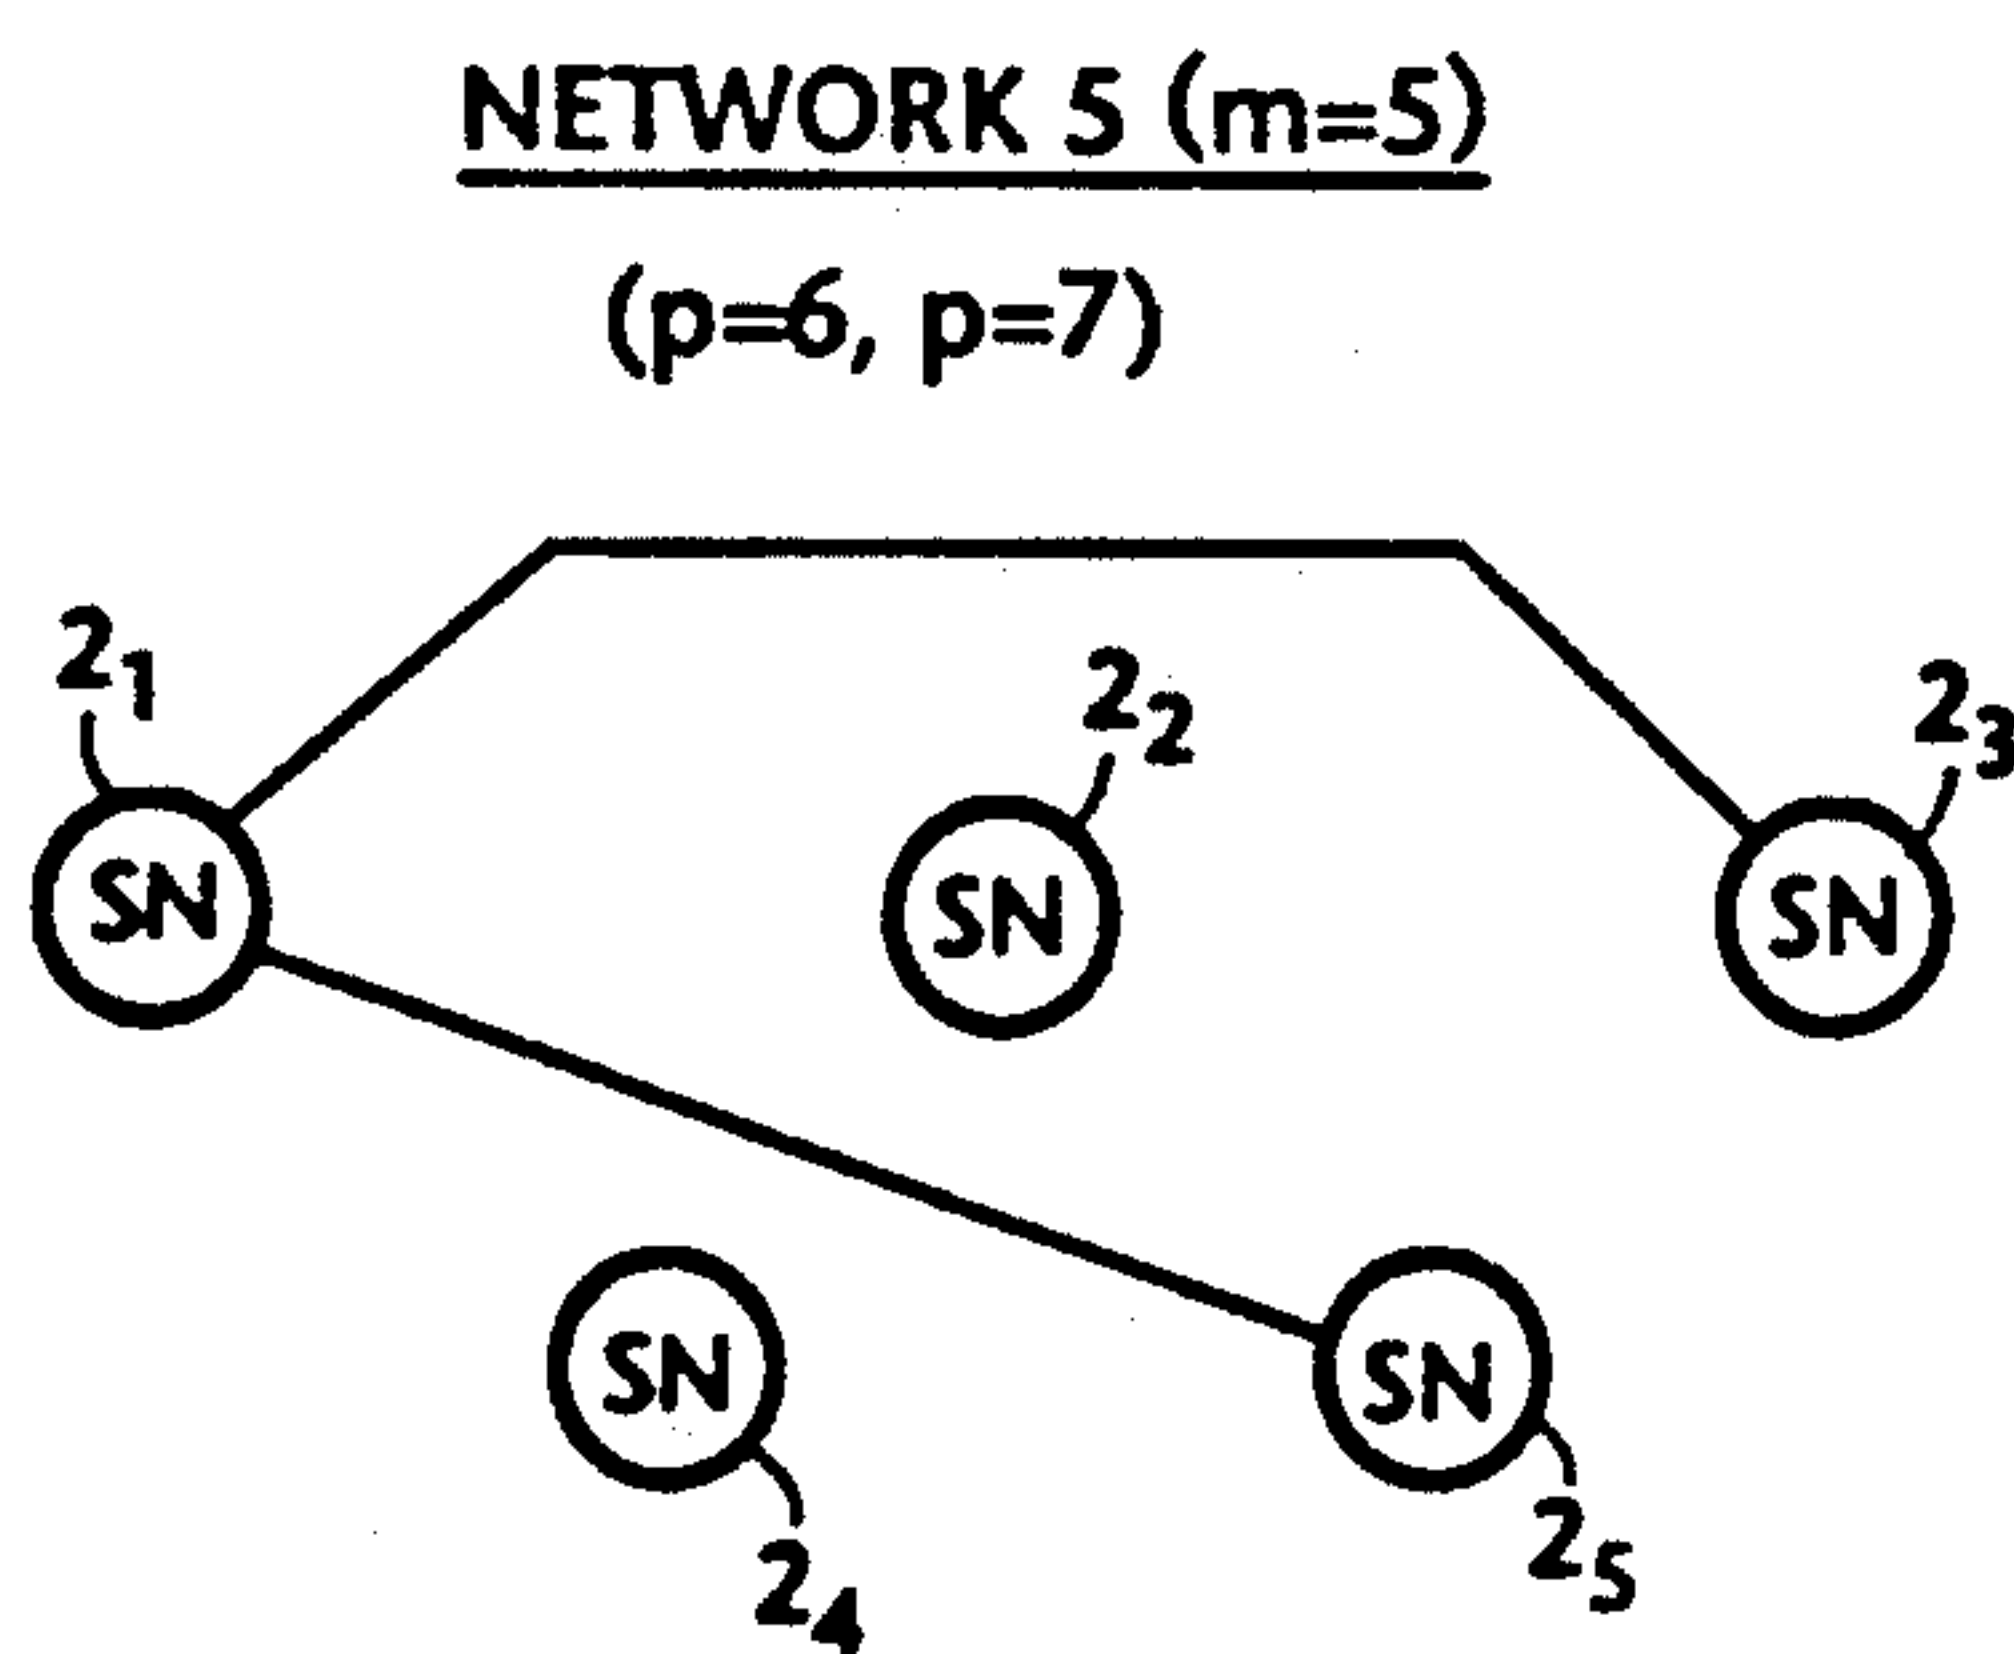 NETWORK 5 (m=5)
(p=6, p=7)
2₁
2₂
2₃
SN
SN
SN
SN
SN
2₄
2₅